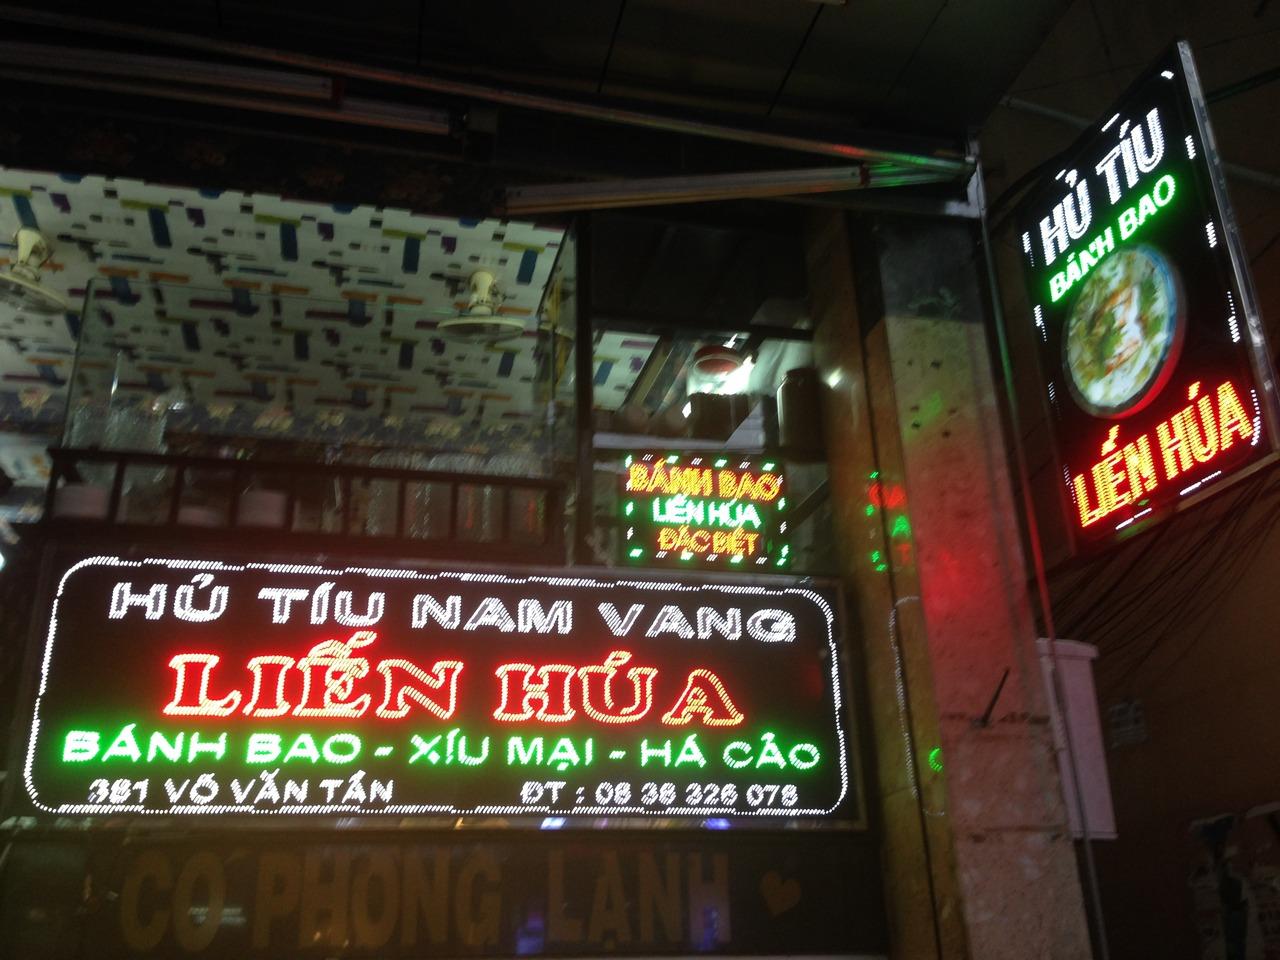 HỦ TÍU
BÁNH BAO
LIẾN HÚA
BÁNH BAO
LIẾN HÚA
ĐẶC BIỆT
HỦ TÍU NAM VANG
LIẾN HÚA
BÁNH BAO - XÍU MẠI - HÁ CẢO
381 VÕ VĂN TẦN
ĐT : 08 38 326 078
CÓ PHÒNG LẠNH